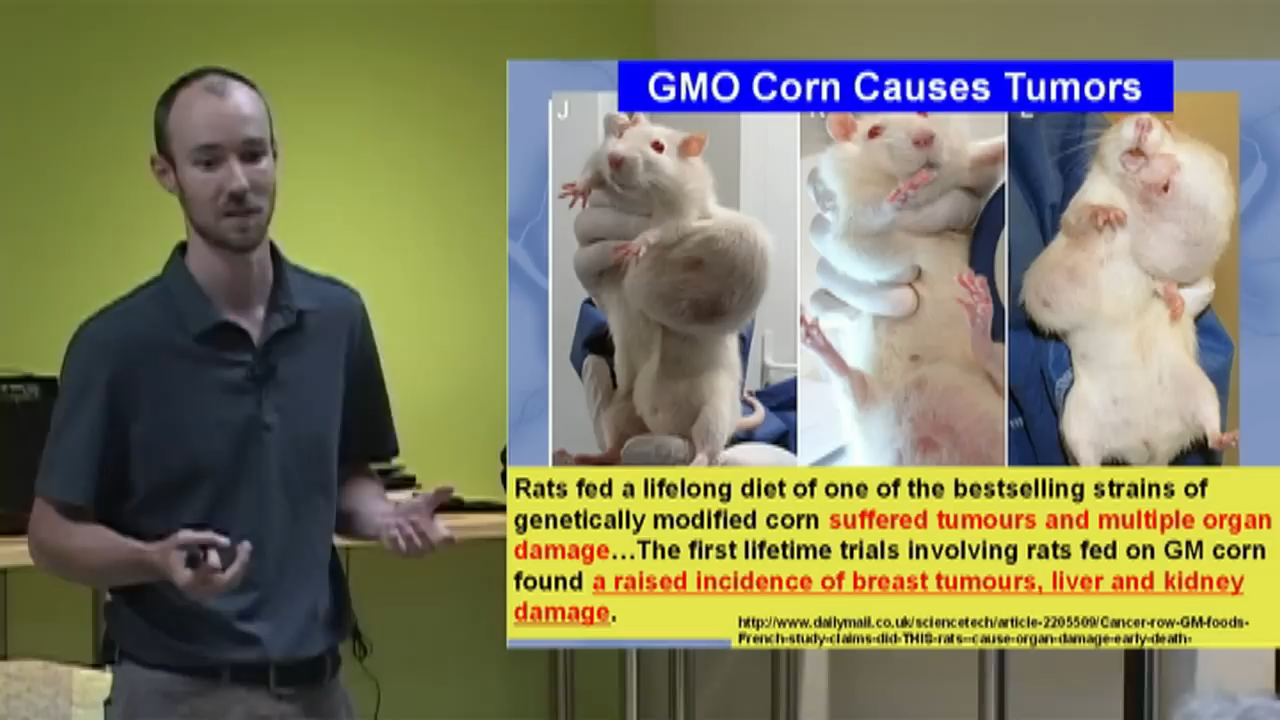 GMO Corn Causes Tumors
J
Rats fed a lifelong diet of one of the bestselling strains of
genetically modified corn suffered tumours and multiple organ
damage...The first lifetime trials involving rats fed on GM corn
found a raised incidence of breast tumours, liver and kidney
damage.
http://www.dailymail.co.uk/sciencetech/article-2205509/Cancer-row-GM-foods-
French-study-claims-did-THIS-rats--cause-organ-damage-early-death-